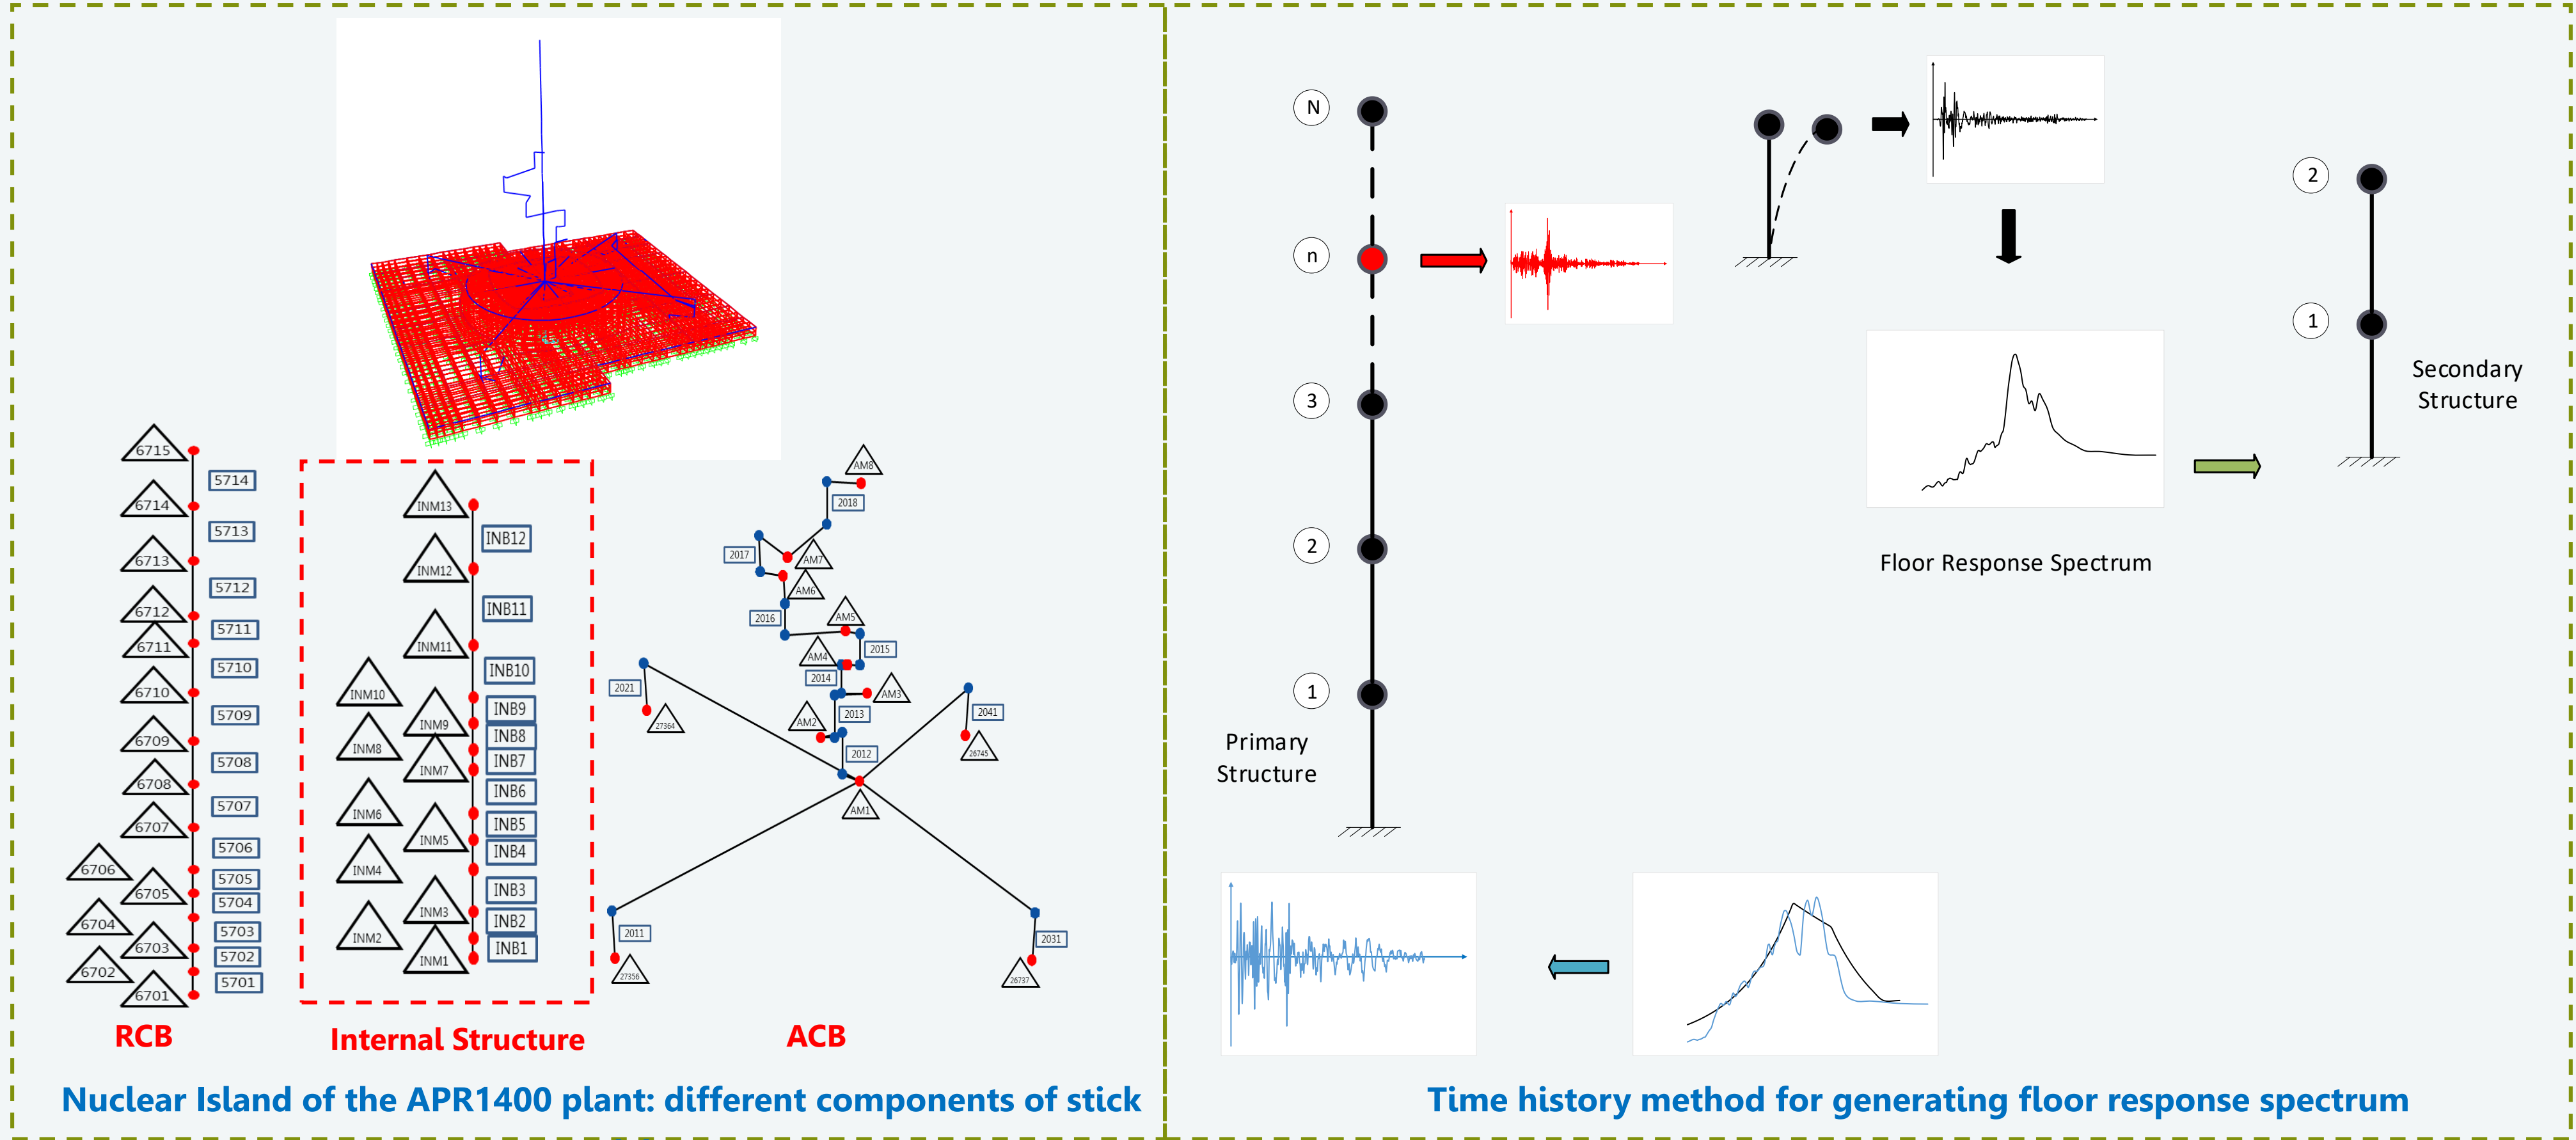 6715
5714
6714
5713
6713
5712
6712
5711
6711
5710
6710
5709
6709
5708
6708
5707
6707
5706
6706
5705
6705
5704
6704
5703
6703
5702
6702
5701
6701
RCB
INM13
INB12
INM12
INB11
INM11
INB10
INM10
INB9
INM9
INB8
INM8
INB7
INM7
INB6
INM6
INB5
INM5
INB4
INM4
INB3
INM3
INB2
INM2
INB1
INM1
Internal Structure
AM8
2018
2017
AM7
AM6
2016
AM5
2015
AM4
2014
AM3
2021
27364
AM2
2013
2041
26745
2012
AM1
2011
27356
2031
26737
ACB
Nuclear Island of the APR1400 plant: different components of stick
N
n
3
2
1
Primary
Structure
Floor Response Spectrum
2
1
Secondary
Structure
Time history method for generating floor response spectrum